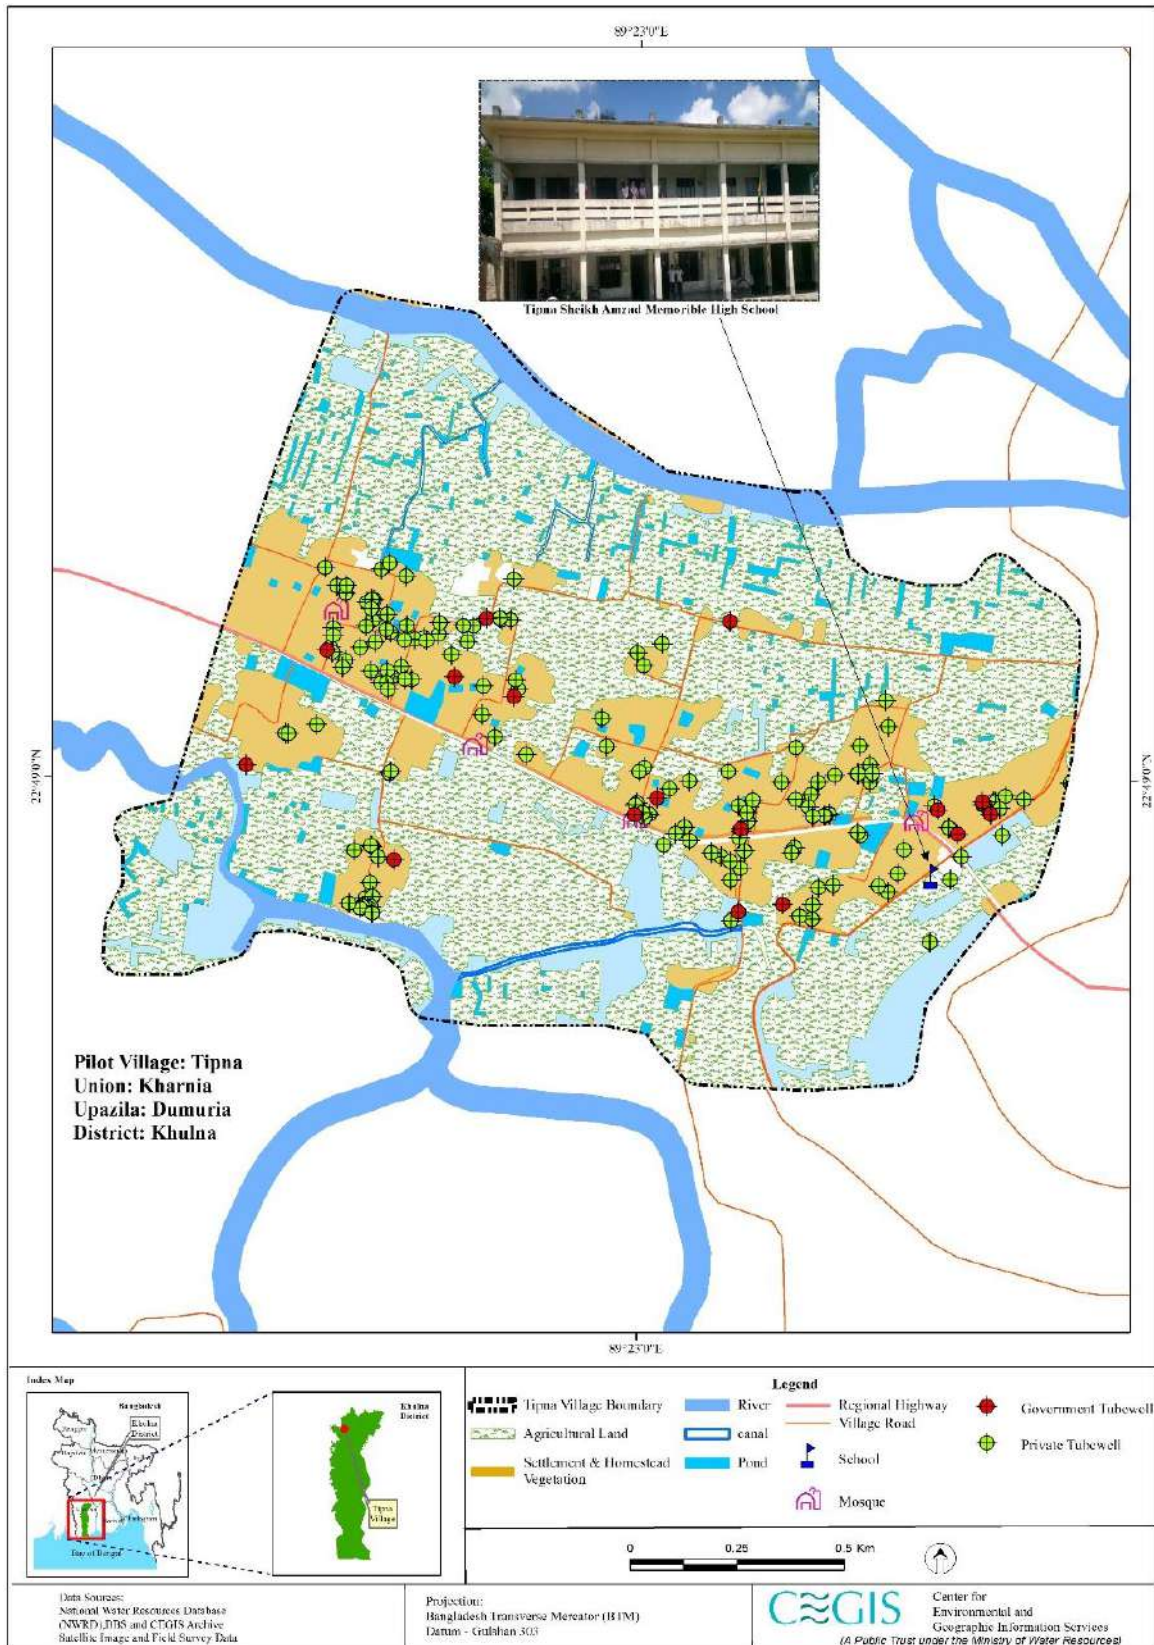 89°23'0"E
Tipna Sheikh Amzad Memorible High School
22°49'0"N
22°49'0"N
Pilot Village: Tipna
Union: Kharnia
Upazila: Dumuria
District: Khulna
89°23'0"E
Index Map
Bangladesh
Khulna
District
Bay of Bengal
Khulna
District
Tipna
Village
Legend
Tipna Village Boundary
Agricultural Land
Settlement & Homestead
Vegetation
River
canal
Pond
Regional Highway
Village Road
School
Mosque
Government Tubewell
Private Tubewell
0 0.25 0.5 Km
Data Sources:
National Water Resources Database
(NWRD),BBS and CEGIS Archive
Satellite Image and Field Survey Data
Projection:
Bangladesh Transverse Mercator (BTM)
Datum - Gulshan 303
CEGIS
Center for
Environmental and
Geographic Information Services
(A Public Trust under the Ministry of Water Resources)